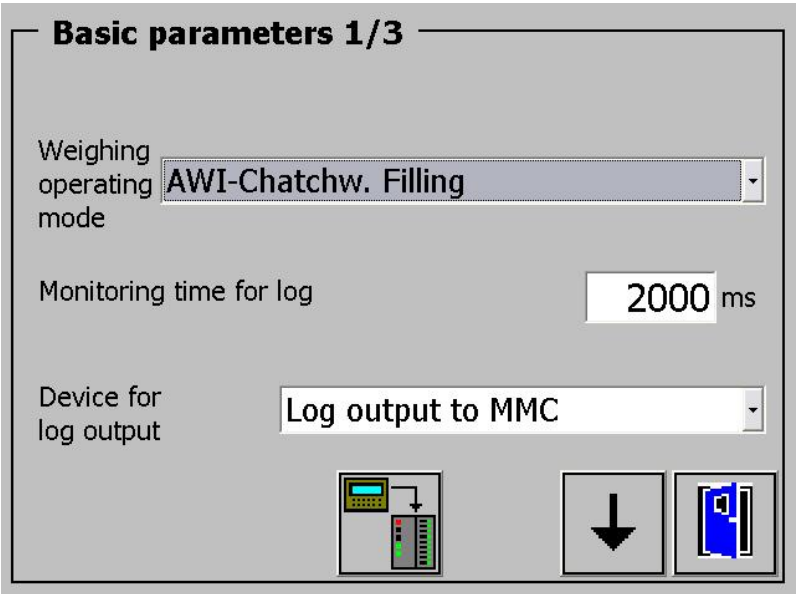 Basic parameters 1/3
Weighing
operating
mode
AWI-Chatchw. Filling
Monitoring time for log
2000 ms
Device for
log output
Log output to MMC